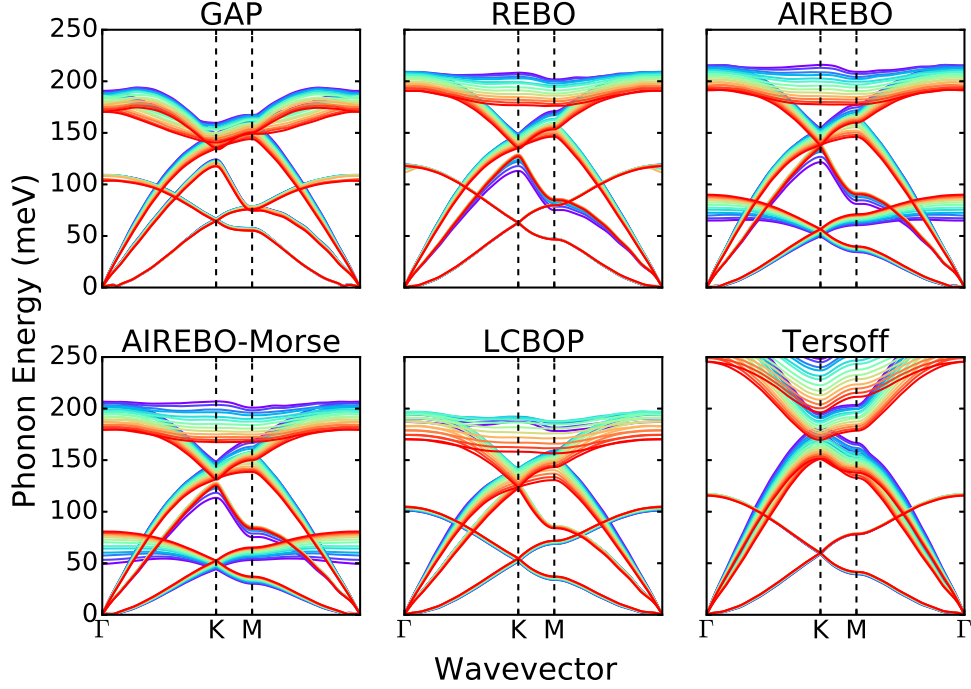 GAP REBO AIREBO
250
200
150
100
50
0
AIREBO-Morse LCBOP Tersoff
250
200
150
100
50
0
Γ K M Γ K M Γ K M Γ
Phonon Energy (meV)
Wavevector